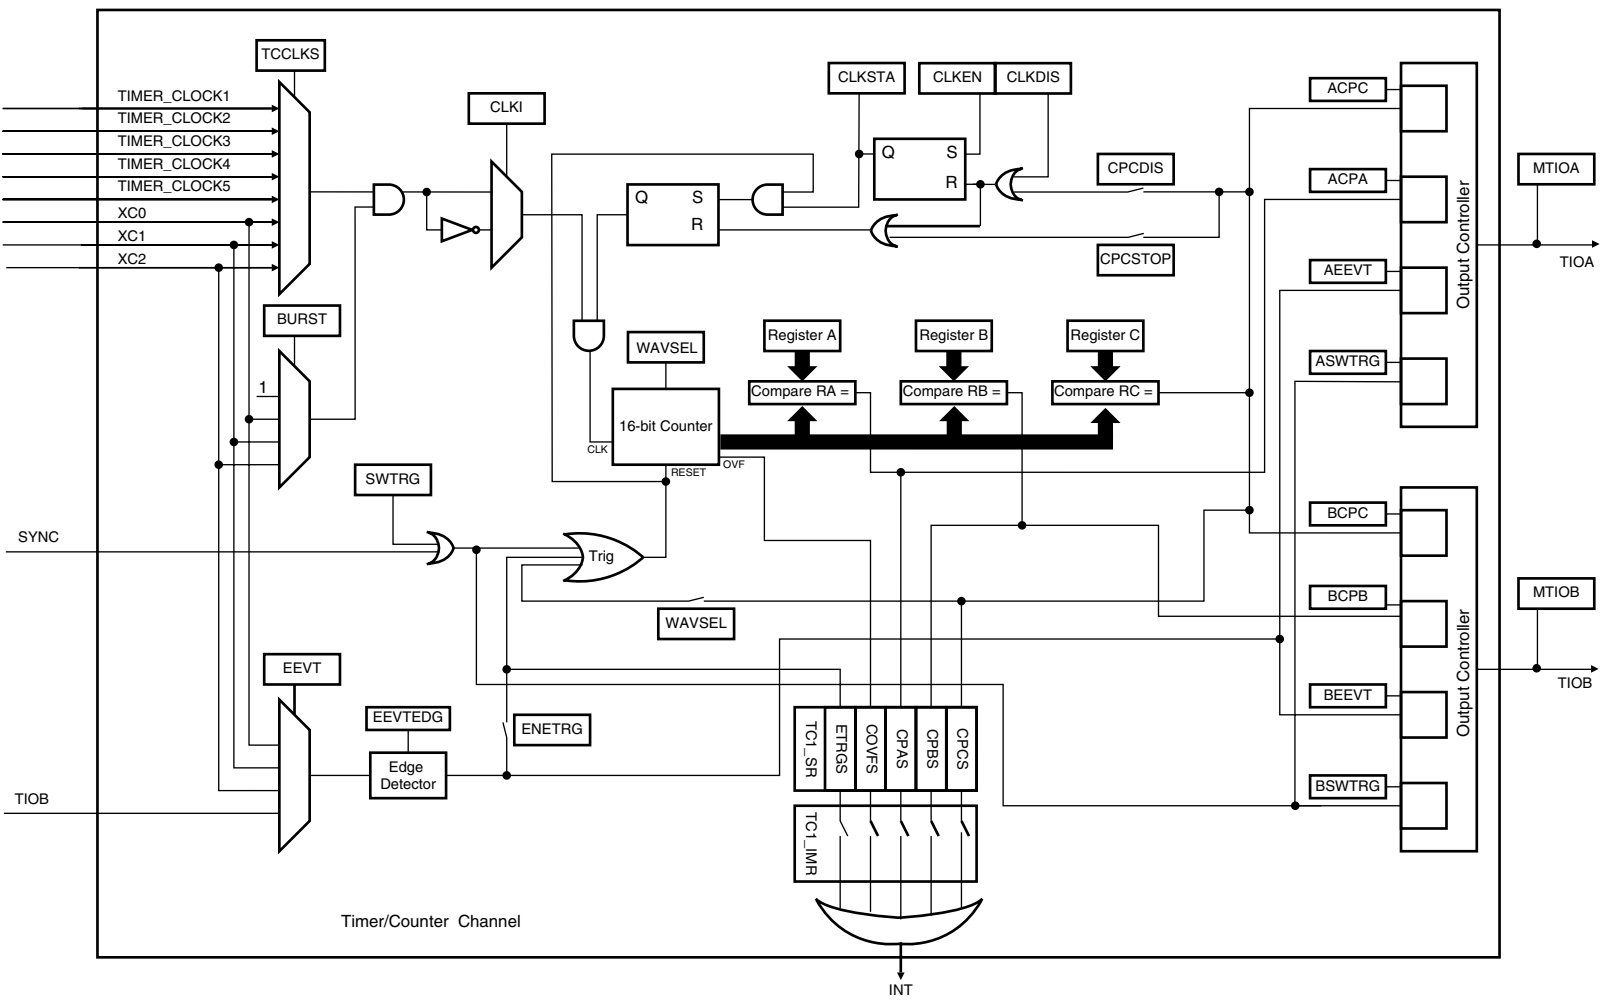 TCCLKS
TIMER_CLOCK1
TIMER_CLOCK2
TIMER_CLOCK3
TIMER_CLOCK4
TIMER_CLOCK5
XC0
XC1
XC2
CLKI
CLKSTA
CLKEN
CLKDIS
Q
S
R
Q
S
R
CPCDIS
CPCSTOP
ACPC
ACPA
AEEVT
ASWTRG
Output Controller
MTIOA
TIOA
BURST
1
WAVSEL
Register A
Register B
Register C
Compare RA =
Compare RB =
Compare RC =
16-bit Counter
CLK
RESET
OVF
SWTRG
SYNC
Trig
WAVSEL
BCPC
BCPB
BEEVT
BSWTRG
Output Controller
MTIOB
TIOB
EEVT
EEVTEDG
Edge
Detector
ENETRG
TIOB
TC1_SR
ETRGS
COVFS
CPAS
CPBS
CPCS
TC1_IMR
Timer/Counter Channel
INT